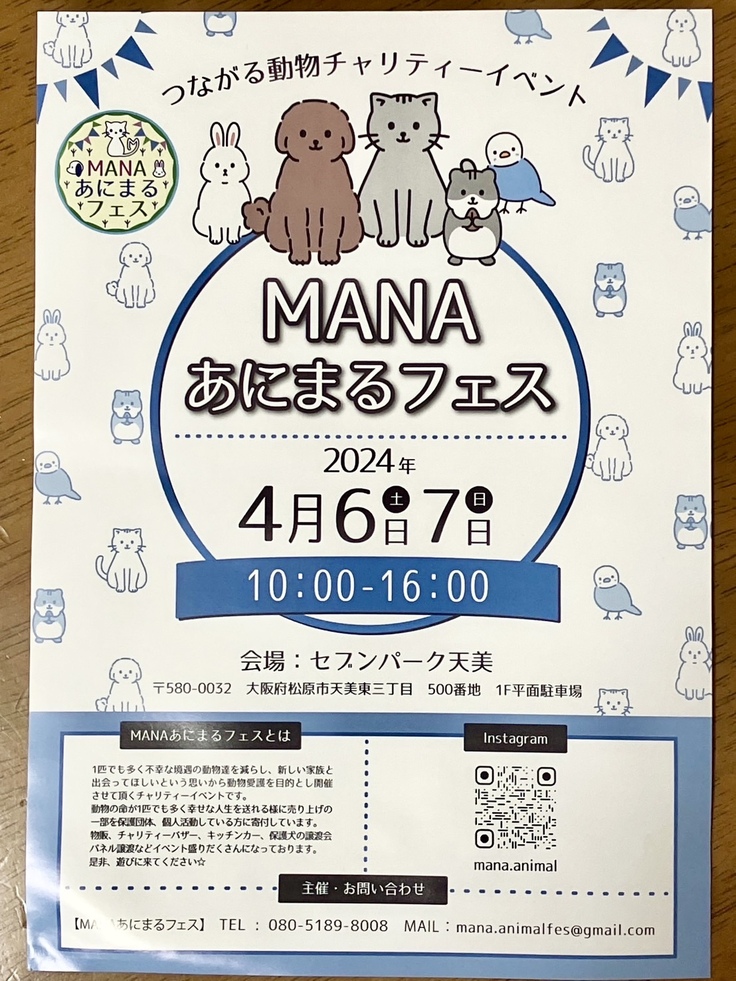 つながる動物チャリティーイベント
MANA
あにまる
フェス
MANA
あにまるフェス
2024年
4月6日土7日日
10:00-16:00
会場：セブンパーク天美
〒580-0032 大阪府松原市天美東三丁目 500番地 1F平面駐車場
MANAあにまるフェスとは
1匹でも多く不幸な境遇の動物達を減らし、新しい家族と
出会ってほしいという思いから動物愛護を目的とし開催
させて頂くチャリティーイベントです。
動物の命が1匹でも多く幸せな人生を送れる様に売り上げの
一部を保護団体、個人活動している方に寄付しています。
物販、チャリティーバザー、キッチンカー、保護犬の譲渡会
パネル譲渡などイベント盛りだくさんになっております。
是非、遊びに来てください☆
Instagram
mana.animal
主催・お問い合わせ
【MANAあにまるフェス】 TEL : 080-5189-8008 MAIL：mana.animalfes@gmail.com